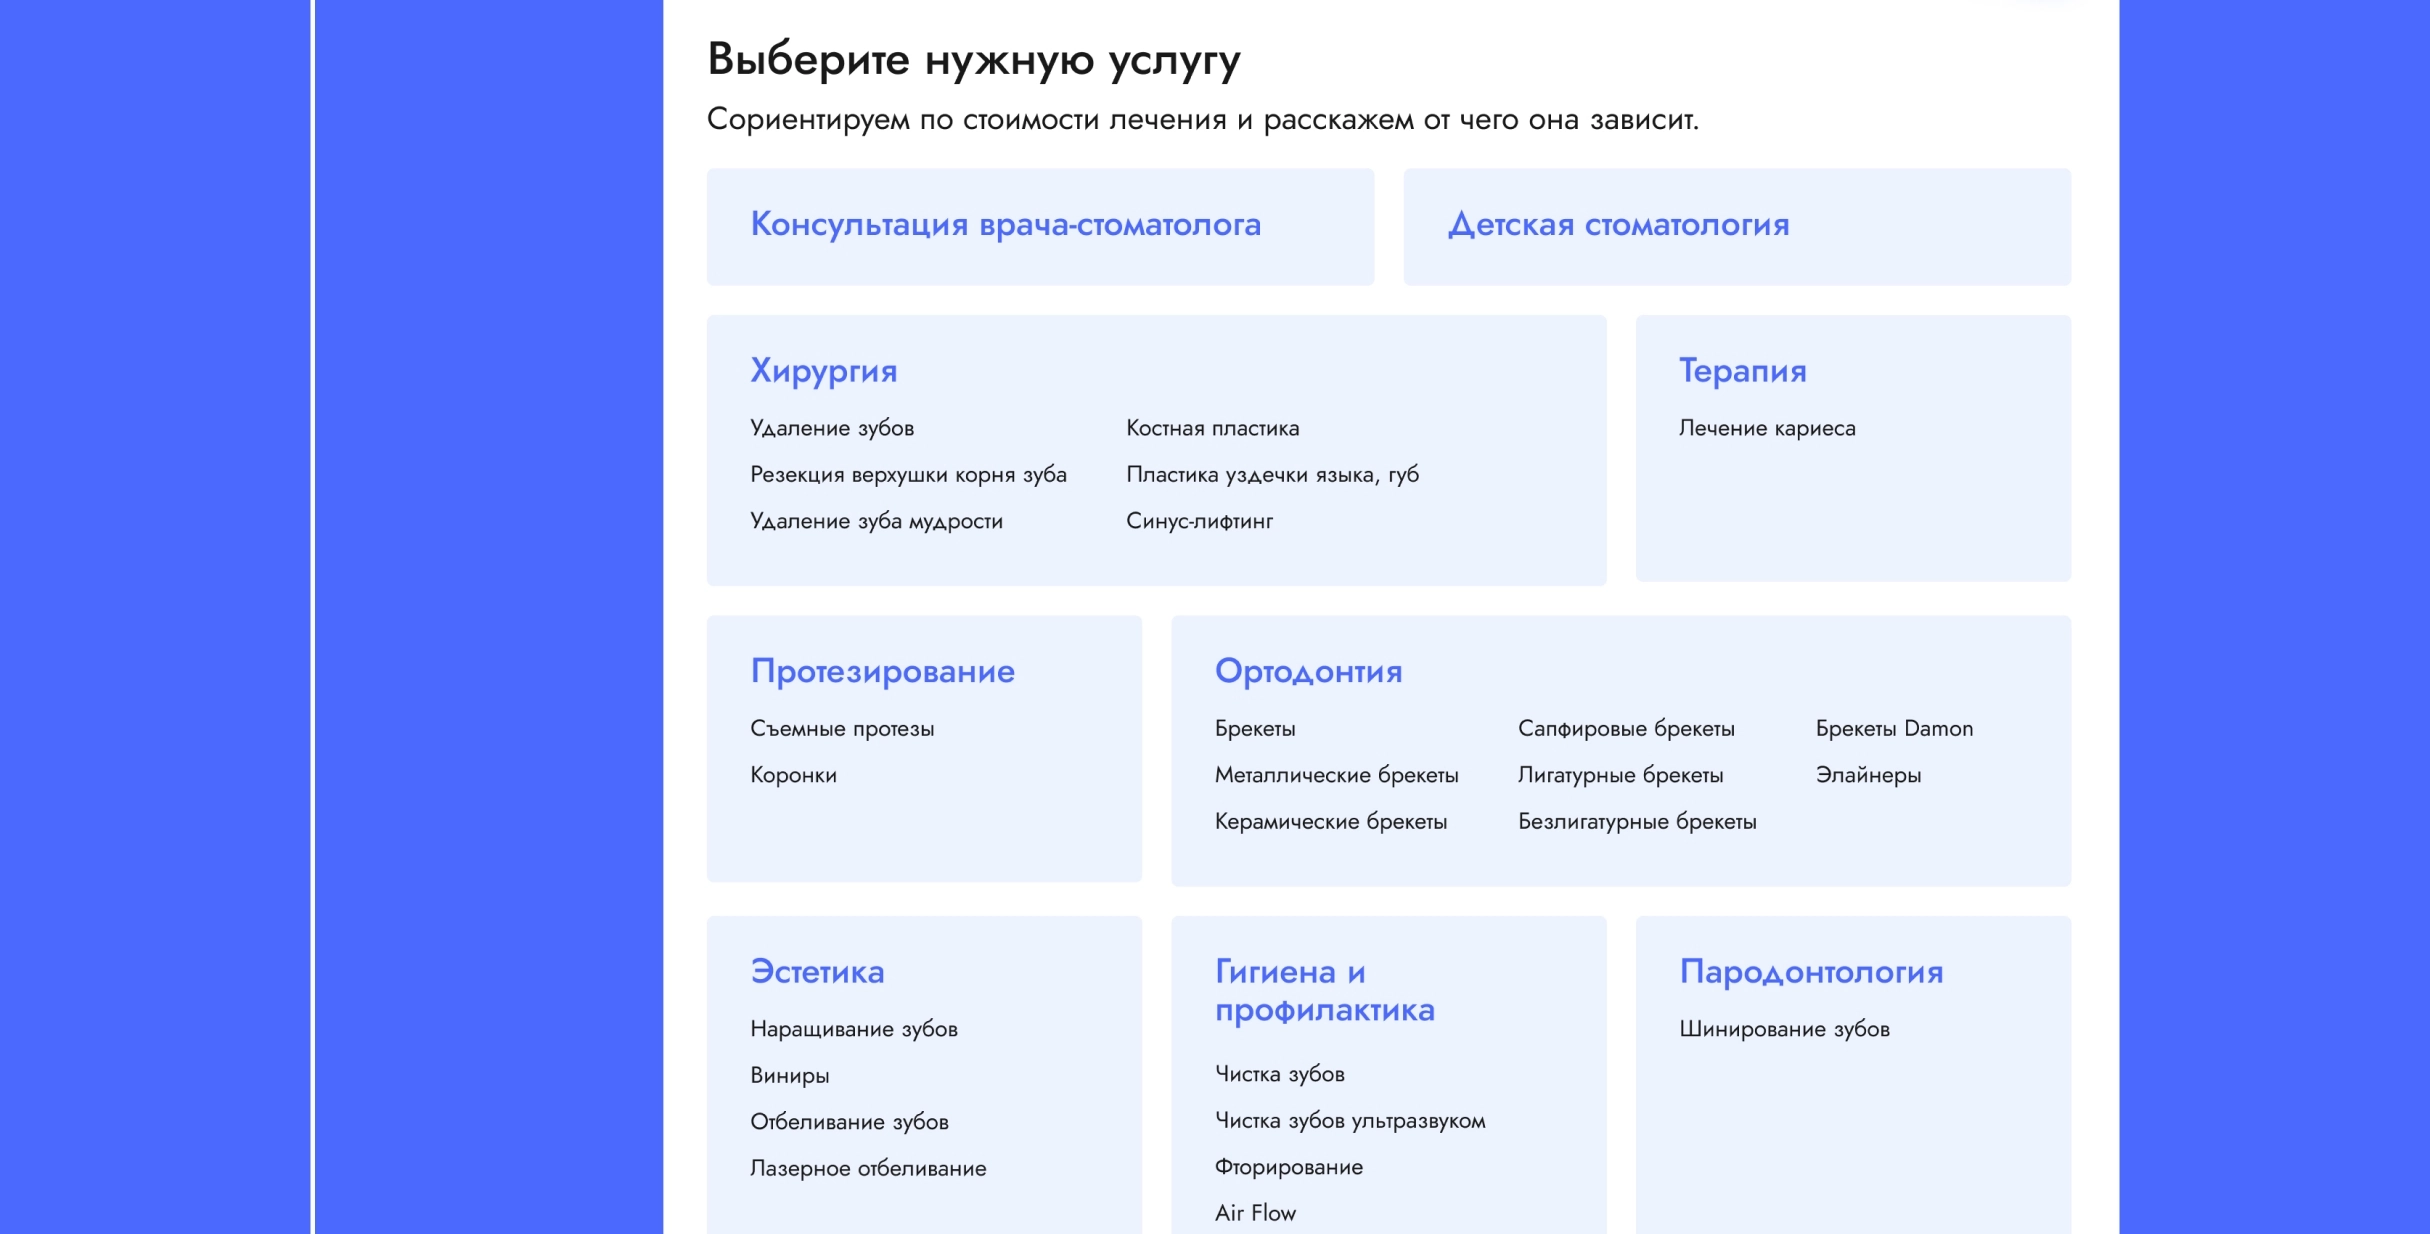 Выберите нужную услугу
Сориентируем по стоимости лечения и расскажем от чего она зависит.
Консультация врача-стоматолога
Детская стоматология
Хирургия
Удаление зубов
Резекция верхушки корня зуба
Удаление зуба мудрости
Костная пластика
Пластика уздечки языка, губ
Синус-лифтинг
Терапия
Лечение кариеса
Протезирование
Съемные протезы
Коронки
Ортодонтия
Брекеты
Металлические брекеты
Керамические брекеты
Сапфировые брекеты
Лигатурные брекеты
Безлигатурные брекеты
Брекеты Damon
Элайнеры
Эстетика
Наращивание зубов
Виниры
Отбеливание зубов
Лазерное отбеливание
Гигиена и
профилактика
Чистка зубов
Чистка зубов ультразвуком
Фторирование
Air Flow
Пародонтология
Шинирование зубов